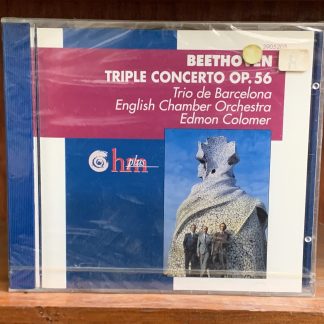 BEETHOVEN
TRIPLE CONCERTO OP. 56
Trio de Barcelona
English Chamber Orchestra
Edmon Colomer
hm plus